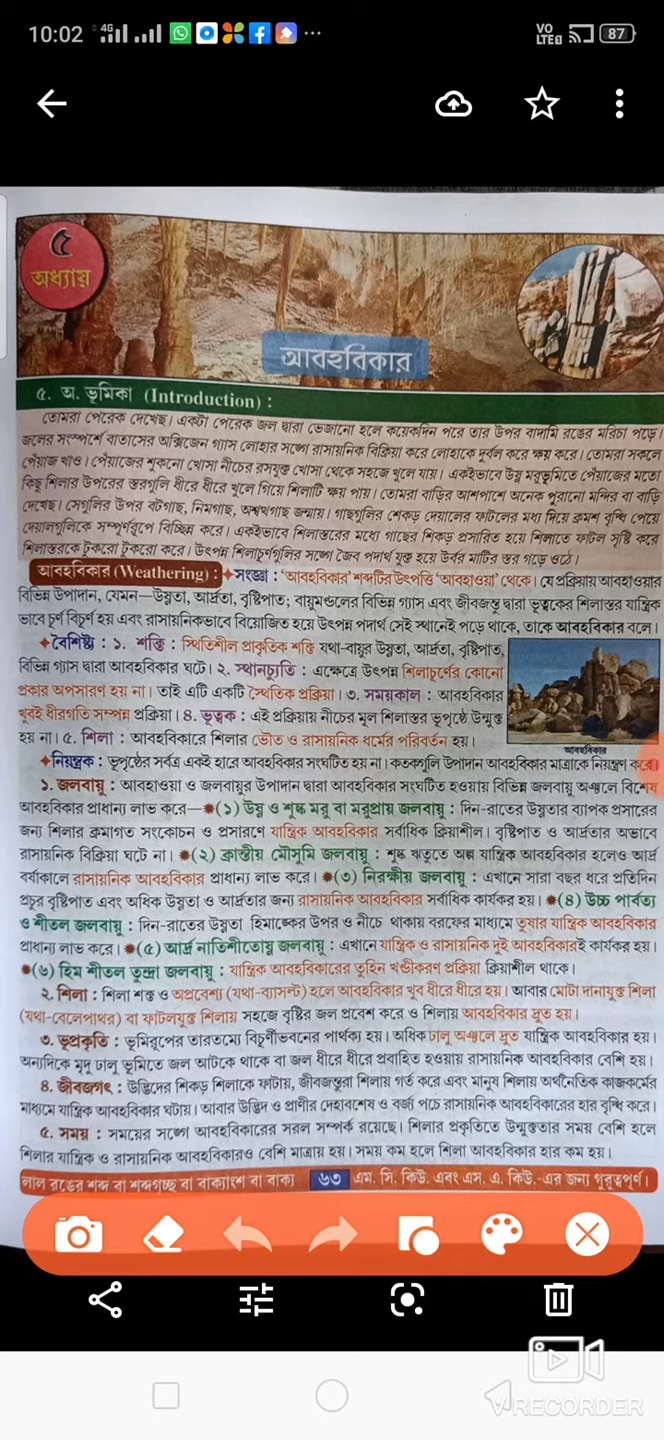 10:02 4G VO LTE 87
৫
অধ্যায়
আবহবিকার
৫. অ. ভূমিকা (Introduction) :
তোমরা পেরেক দেখেছ। একটা পেরেক জল দ্বারা ভেজানো হলে কয়েকদিন পরে তার উপর বাদামি রঙের মরিচা পড়ে।
জলের সংস্পর্শে বাতাসের অক্সিজেন গ্যাস লোহার সঙ্গে রাসায়নিক বিক্রিয়া করে লোহাকে দুর্বল করে ক্ষয় করে। তোমরা সকলে
পেঁয়াজ খাও। পেঁয়াজের শুকনো খোসা নীচের রসযুক্ত খোসা থেকে সহজে খুলে যায়। একইভাবে উষ্ণ মরুভূমিতে পেঁয়াজের মতো
কিছু শিলার উপরের স্তরগুলি ধীরে ধীরে খুলে গিয়ে শিলাটি ক্ষয় পায়। তোমরা বাড়ির আশপাশে অনেক পুরানো মন্দির বা বাড়ি
দেখেছ। সেগুলির উপর বটগাছ, নিমগাছ, অশ্বত্থগাছ জন্মায়। গাছগুলির শেকড় দেয়ালের ফাটলের মধ্য দিয়ে ক্রমশ বৃদ্ধি পেয়ে
দেয়ালগুলিকে সম্পূর্ণরূপে বিচ্ছিন্ন করে। একইভাবে শিলাস্তরের মধ্যে গাছের শিকড় প্রসারিত হয়ে শিলাতে ফাটল সৃষ্টি করে
শিলাস্তরকে টুকরো টুকরো করে। উৎপন্ন শিলাচূর্ণগুলির সঙ্গে জৈব পদার্থ যুক্ত হয়ে উর্বর মাটির স্তর গড়ে ওঠে।
আবহবিকার (Weathering) : ✦সংজ্ঞা : ‘আবহবিকার’ শব্দটির উৎপত্তি ‘আবহাওয়া’ থেকে। যে প্রক্রিয়ায় আবহাওয়ার
বিভিন্ন উপাদান, যেমন—উষ্ণতা, আর্দ্রতা, বৃষ্টিপাত; বায়ুমণ্ডলের বিভিন্ন গ্যাস এবং জীবজন্তু দ্বারা ভূত্বকের শিলাস্তর যান্ত্রিক
ভাবে চূর্ণ বিচূর্ণ হয় এবং রাসায়নিকভাবে বিয়োজিত হয়ে উৎপন্ন পদার্থ সেই স্থানেই পড়ে থাকে, তাকে আবহবিকার বলে।
✦বৈশিষ্ট্য : ১. শক্তি : স্থিতিশীল প্রাকৃতিক শক্তি যথা-বায়ুর উষ্ণতা, আর্দ্রতা, বৃষ্টিপাত,
বিভিন্ন গ্যাস দ্বারা আবহবিকার ঘটে। ২. স্থানচ্যুতি : এক্ষেত্রে উৎপন্ন শিলাচূর্ণের কোনো
প্রকার অপসারণ হয় না। তাই এটি একটি স্থৈতিক প্রক্রিয়া। ৩. সময়কাল : আবহবিকার
খুবই ধীরগতি সম্পন্ন প্রক্রিয়া। ৪. ভূত্বক : এই প্রক্রিয়ায় নীচের মূল শিলাস্তর ভূপৃষ্ঠে উন্মুক্ত
হয় না। ৫. শিলা : আবহবিকারে শিলার ভৌত ও রাসায়নিক ধর্মের পরিবর্তন হয়।
আবহবিকার
✦নিয়ন্ত্রক : ভূপৃষ্ঠের সর্বত্র একই হারে আবহবিকার সংঘটিত হয় না। কতকগুলি উপাদান আবহবিকার মাত্রাকে নিয়ন্ত্রণ করে।
১. জলবায়ু : আবহাওয়া ও জলবায়ুর উপাদান দ্বারা আবহবিকার সংঘটিত হওয়ায় বিভিন্ন জলবায়ু অঞ্চলে বিশেষ
আবহবিকার প্রাধান্য লাভ করে—✹(১) উষ্ণ ও শুষ্ক মরু বা মরুপ্রায় জলবায়ু : দিন-রাতের উষ্ণতার ব্যাপক প্রসারের
জন্য শিলার ক্রমাগত সংকোচন ও প্রসারণে যান্ত্রিক আবহবিকার সর্বাধিক ক্রিয়াশীল। বৃষ্টিপাত ও আর্দ্রতার অভাবে
রাসায়নিক বিক্রিয়া ঘটে না। ✹(২) ক্রান্তীয় মৌসুমি জলবায়ু : শুষ্ক ঋতুতে অল্প যান্ত্রিক আবহবিকার হলেও আর্দ্র
বর্ষাকালে রাসায়নিক আবহবিকার প্রাধান্য লাভ করে। ✹(৩) নিরক্ষীয় জলবায়ু : এখানে সারা বছর ধরে প্রতিদিন
প্রচুর বৃষ্টিপাত এবং অধিক উষ্ণতা ও আর্দ্রতার জন্য রাসায়নিক আবহবিকার সর্বাধিক কার্যকর হয়। ✹(৪) উচ্চ পার্বত্য
ও শীতল জলবায়ু : দিন-রাতের উষ্ণতা হিমাঙ্কের উপর ও নীচে থাকায় বরফের মাধ্যমে তুষার যান্ত্রিক আবহবিকার
প্রাধান্য লাভ করে। ✹(৫) আর্দ্র নাতিশীতোষ্ণ জলবায়ু : এখানে যান্ত্রিক ও রাসায়নিক দুই আবহবিকারই কার্যকর হয়।
✹(৬) হিম শীতল তুন্দ্রা জলবায়ু : যান্ত্রিক আবহবিকারের তুহিন খণ্ডীকরণ প্রক্রিয়া ক্রিয়াশীল থাকে।
২. শিলা : শিলা শক্ত ও অপ্রবেশ্য (যথা-ব্যাসল্ট) হলে আবহবিকার খুব ধীরে ধীরে হয়। আবার মোটা দানাযুক্ত শিলা
(যথা-বেলেপাথর) বা ফাটলযুক্ত শিলায় সহজে বৃষ্টির জল প্রবেশ করে ও শিলায় আবহবিকার দ্রুত হয়।
৩. ভূপ্রকৃতি : ভূমিরূপের তারতম্যে বিচূর্ণীভবনের পার্থক্য হয়। অধিক ঢালু অঞ্চলে দ্রুত যান্ত্রিক আবহবিকার হয়।
অন্যদিকে মৃদু ঢালু ভূমিতে জল আটকে থাকে বা জল ধীরে ধীরে প্রবাহিত হওয়ায় রাসায়নিক আবহবিকার বেশি হয়।
৪. জীবজগৎ : উদ্ভিদের শিকড় শিলাকে ফাটায়, জীবজন্তুরা শিলায় গর্ত করে এবং মানুষ শিলায় অর্থনৈতিক কাজকর্মের
মাধ্যমে যান্ত্রিক আবহবিকার ঘটায়। আবার উদ্ভিদ ও প্রাণীর দেহাবশেষ ও বর্জ্য পচে রাসায়নিক আবহবিকারের হার বৃদ্ধি করে।
৫. সময় : সময়ের সঙ্গে আবহবিকারের সরল সম্পর্ক রয়েছে। শিলার প্রকৃতিতে উন্মুক্ততার সময় বেশি হলে
শিলার যান্ত্রিক ও রাসায়নিক আবহবিকারও বেশি মাত্রায় হয়। সময় কম হলে শিলা আবহবিকার হার কম হয়।
লাল রঙের শব্দ বা শব্দগুচ্ছ বা বাক্যাংশ বা বাক্য ৬৩ এম. সি. কিউ. এবং এস. এ. কিউ.-এর জন্য গুরুত্বপূর্ণ।
V RECORDER